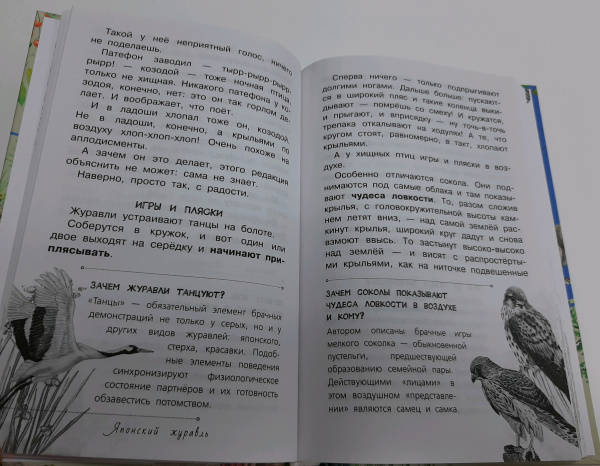 Такой у неё неприятный голос, ничего
не поделаешь.
Патефон заводил — тырр-рырр-рырр-
рырр! — козодой — тоже ночная птица,
только не хищная. Никакого патефона у ко-
зодоя, конечно, нет: это он так горлом де-
лает. И воображает, что поёт.
И в ладоши хлопал тоже он, козодой.
Не в ладоши, конечно, а крыльями по
воздуху хлоп-хлоп-хлоп! Очень похоже на
аплодисменты.
А зачем он это делает, этого редакция
объяснить не может: сама не знает.
Наверно, просто так, с радости.
ИГРЫ И ПЛЯСКИ
Журавли устраивают танцы на болоте.
Соберутся в кружок, и вот один или
двое выходят на серёдку и начинают при-
плясывать.
ЗАЧЕМ ЖУРАВЛИ ТАНЦУЮТ?
«Танцы» — обязательный элемент брачных
демонстраций не только у серых, но и у
других видов журавлей: японского,
стерха, красавки. Подоб-
ные элементы поведения
синхронизируют физиологическое
состояние партнёров и их готовность
обзавестись потомством.
Японский журавль
Сперва ничего — только подпрыгивают
долгими ногами. Дальше больше: пускают-
ся в широкий пляс и такие коленца выки-
дывают — помрёшь со смеху! И кружатся,
и прыгают, и вприсядку — ну точь-в-точь
трепака откалывают на ходулях! А те, что
кругом стоят, равномерно, в такт, хлопают
крыльями.
А у хищных птиц игры и пляски в воз-
духе.
Особенно отличаются сокола. Они под-
нимаются под самые облака и там показы-
вают чудеса ловкости. То, разом сложив
крылья, с головокружительной высоты кам-
нем летят вниз, — над самой землёй рас-
кинут крылья, широкий круг дадут и снова
взмоют ввысь. То застынут высоко-высоко
над землёй — и висят с распростёрты-
ми крыльями, как на ниточке подвешенные
ЗАЧЕМ СОКОЛЫ ПОКАЗЫВАЮТ
ЧУДЕСА ЛОВКОСТИ В ВОЗДУХЕ
И КОМУ?
Автором описаны брачные игры
мелкого соколка — обыкновенной
пустельги, предшествующей
образованию семейной пары.
Действующими «лицами» в
этом воздушном «представле-
нии» являются самец и самка.